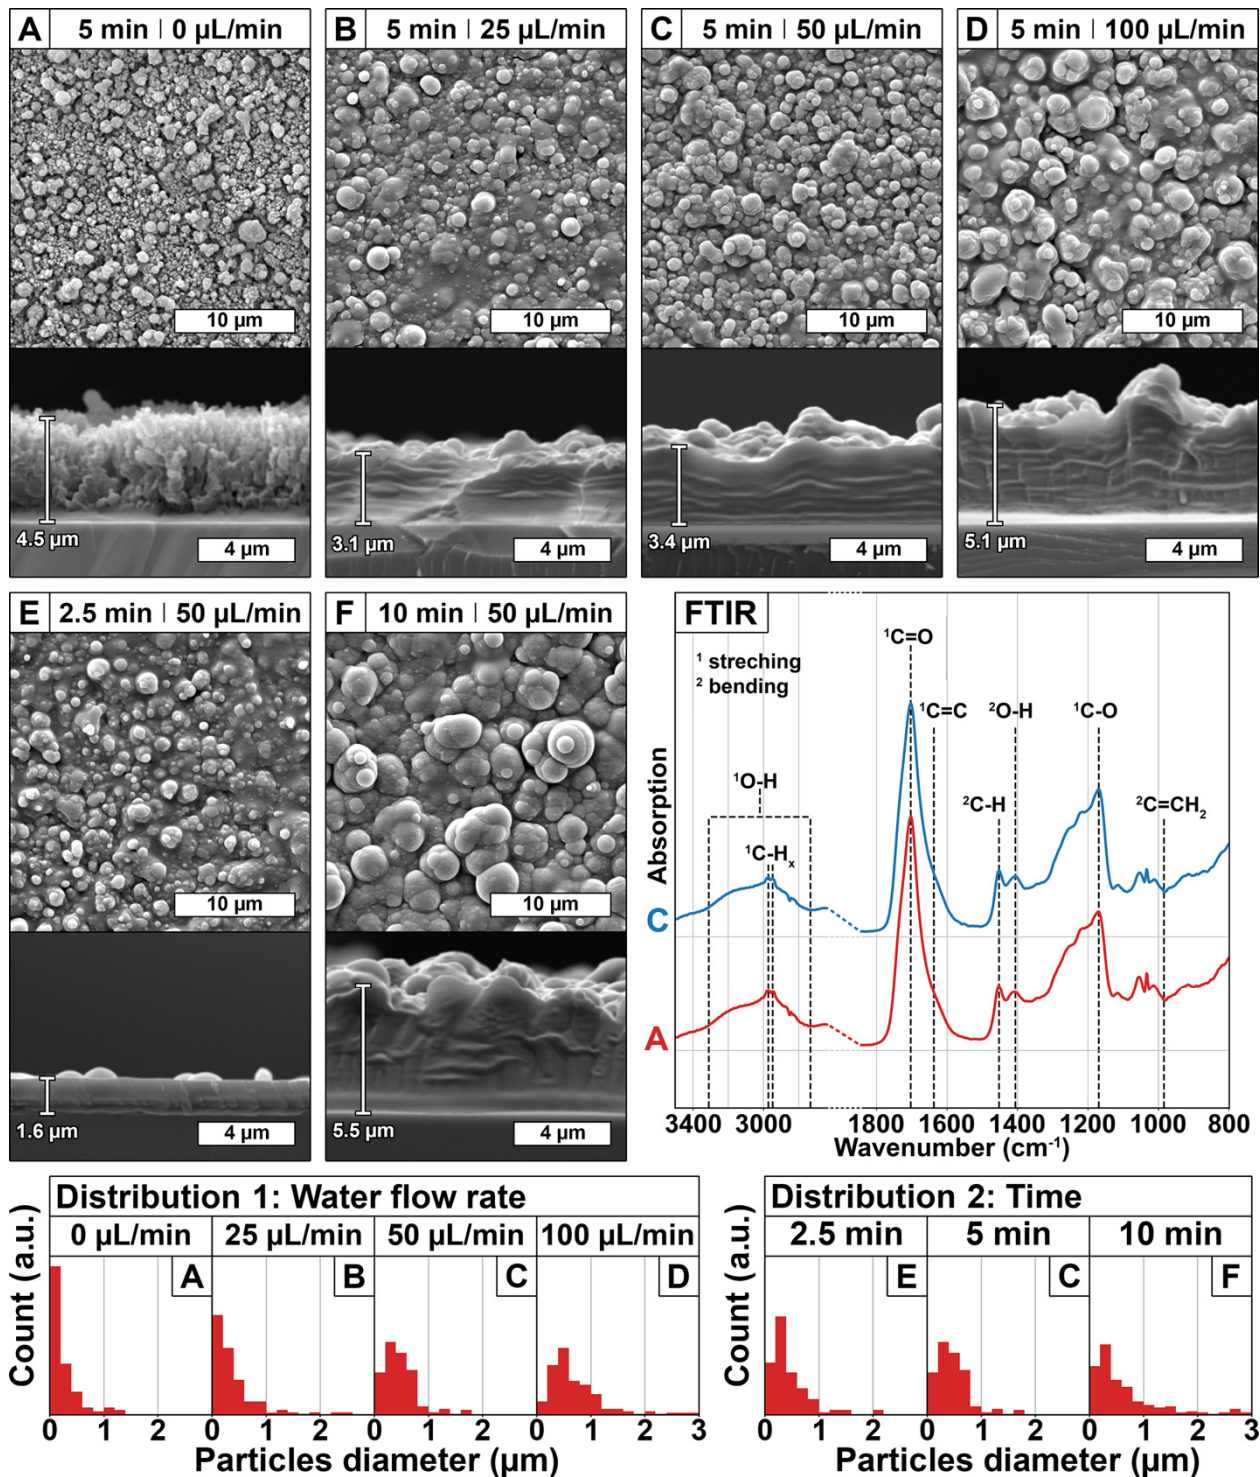 A 5 min | 0 µL/min
10 µm
4.5 µm
4 µm
B 5 min | 25 µL/min
10 µm
3.1 µm
4 µm
C 5 min | 50 µL/min
10 µm
3.4 µm
4 µm
D 5 min | 100 µL/min
10 µm
5.1 µm
4 µm
E 2.5 min | 50 µL/min
10 µm
1.6 µm
4 µm
F 10 min | 50 µL/min
10 µm
5.5 µm
4 µm
FTIR
¹ streching
² bending
¹C=O
¹C=C
²O-H
¹C-O
¹O-H
²C-H
²C=CH₂
¹C-Hₓ
Absorption
C
A
3400 3000 1800 1600 1400 1200 1000 800
Wavenumber (cm⁻¹)
Distribution 1: Water flow rate
0 µL/min 25 µL/min 50 µL/min 100 µL/min
A B C D
Count (a.u.)
0 1 2 0 1 2 0 1 2 0 1 2 3
Particles diameter (µm)
Distribution 2: Time
2.5 min 5 min 10 min
E C F
Count (a.u.)
0 1 2 0 1 2 0 1 2 3
Particles diameter (µm)